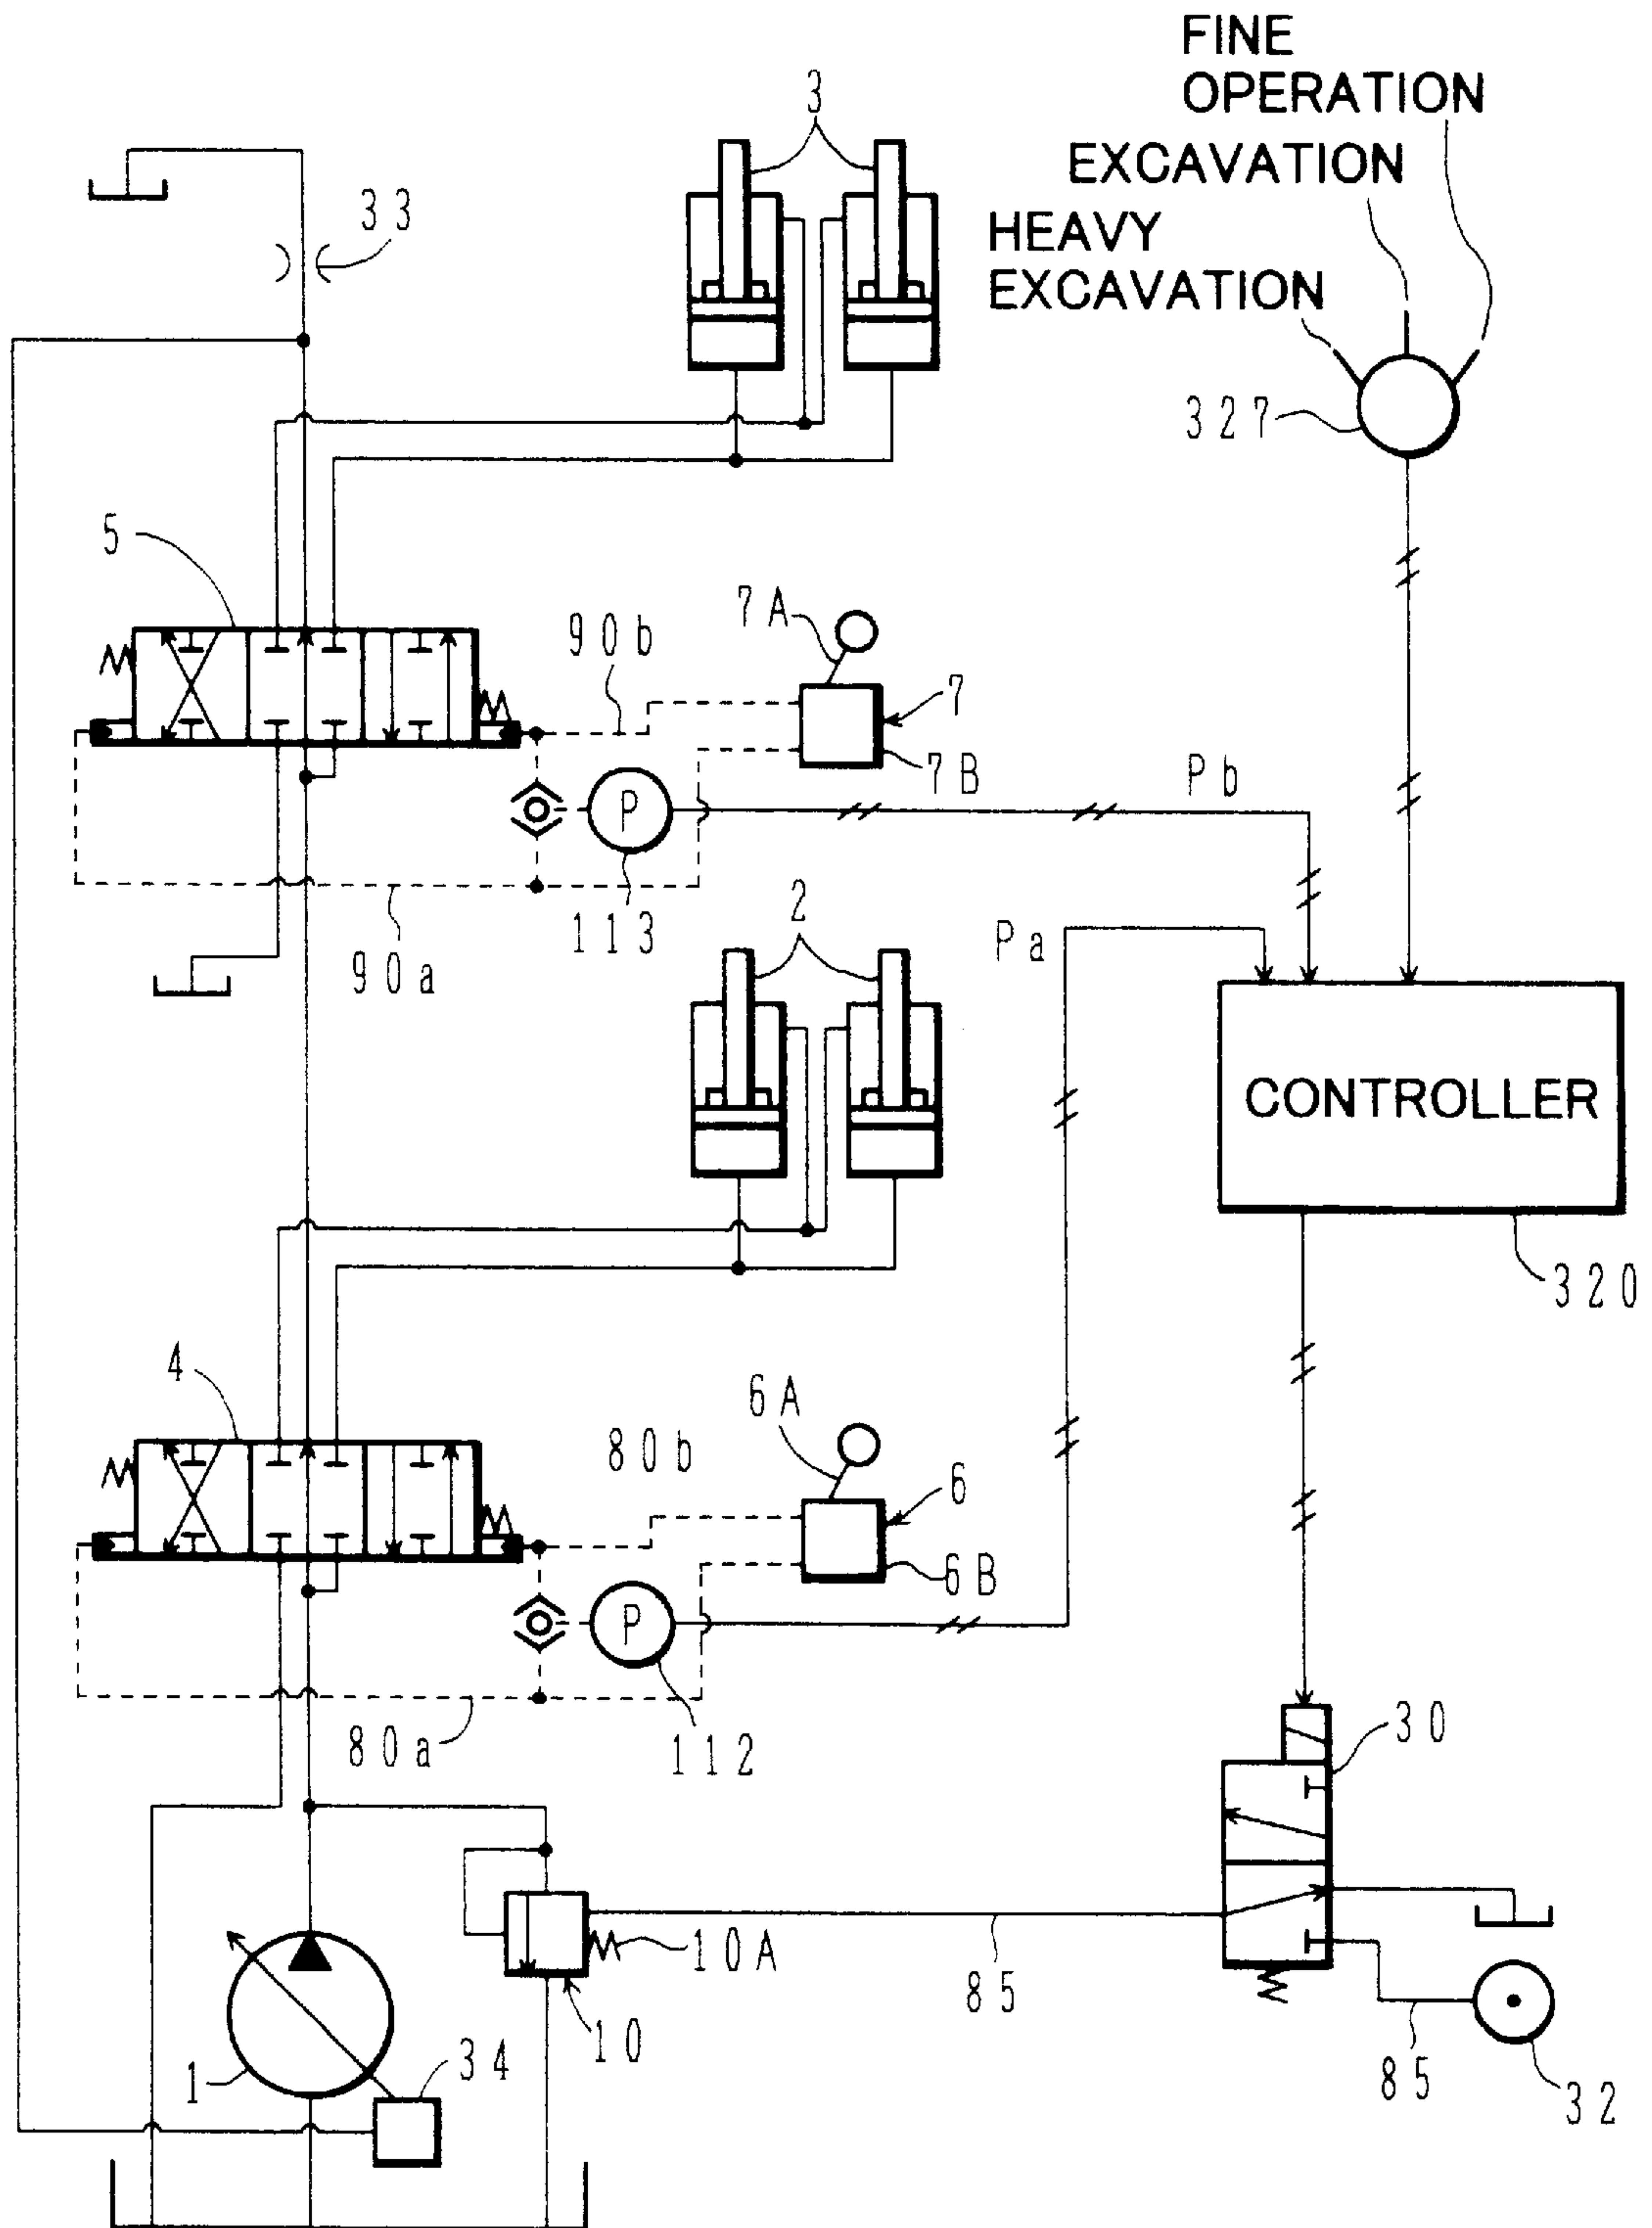 FINE
OPERATION
EXCAVATION
HEAVY
EXCAVATION
3
33
327
5
7A
90b
7
7B
Pb
113
2
Pa
90a
CONTROLLER
320
4
6A
80b
6
6B
80a
112
30
10A
85
10
34
1
85
32
P
P